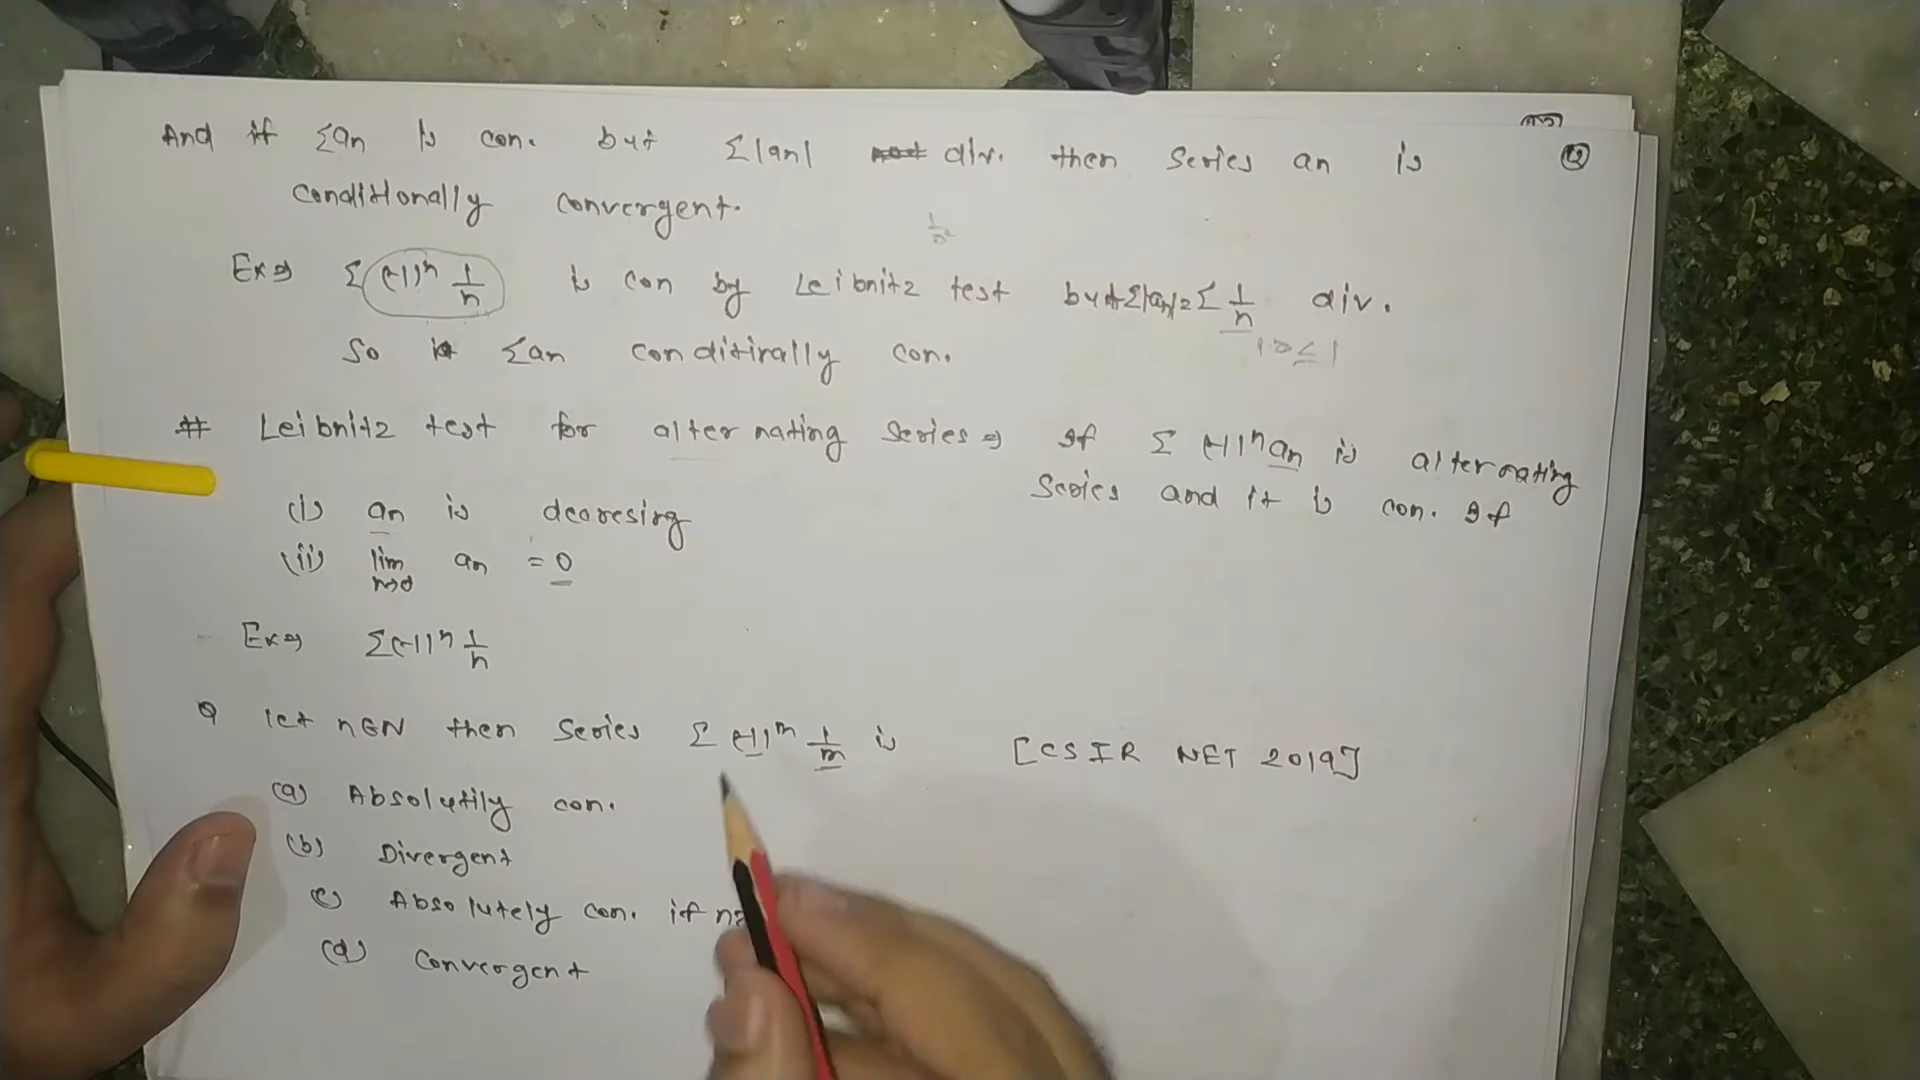 And if Σan is con. but Σ|an| div. then series an is
conditionally convergent.
Ex⇒ Σ(-1)ⁿ 1/n is con by Leibnitz test but Σ|an|=Σ 1/n div.
So Σan conditirally con.
# Leibnitz test for alternating series⇒ If Σ (-1)ⁿ an is alternating
series and it is con. If
(i) an is decoresing
(ii) lim an = 0
Ex⇒ Σ(-1)ⁿ 1/n
Q let n∈N then series Σ (-1)ᵐ 1/m is [CSIR NET 2019]
(a) Absolutily con.
(b) Divergent
(c) Absolutely con. if
(d) Convergent